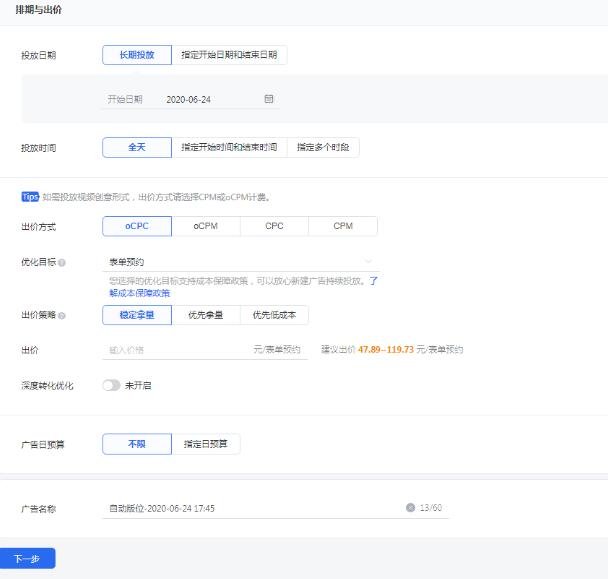 排期与出价
投放日期 长期投放 指定开始日期和结束日期
开始日期 2020-06-24
投放时间 全天 指定开始时间和结束时间 指定多个时段
Tips 如需投放视频创意形式，出价方式请选择CPM或oCPM计费。
出价方式 oCPC oCPM CPC CPM
优化目标 表单预约
您选择的优化目标支持成本保障政策，可以放心新建广告持续投放。了
解成本保障政策
出价策略 稳定拿量 优先拿量 优先低成本
出价 输入价格 元/表单预约 建议出价 47.89~119.73 元/表单预约
深度转化优化 未开启
广告日预算 不限 指定日预算
广告名称 自动版位-2020-06-24 17:45 13/60
下一步